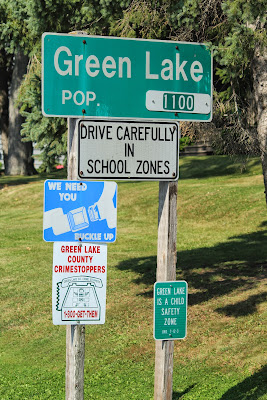 Green Lake
POP. 1100
DRIVE CAREFULLY
IN
SCHOOL ZONES
WE NEED
YOU
BUCKLE UP
GREEN LAKE
COUNTY
CRIMESTOPPERS
1-800-GET-THEM
GREEN LAKE
IS A CHILD
SAFETY
ZONE